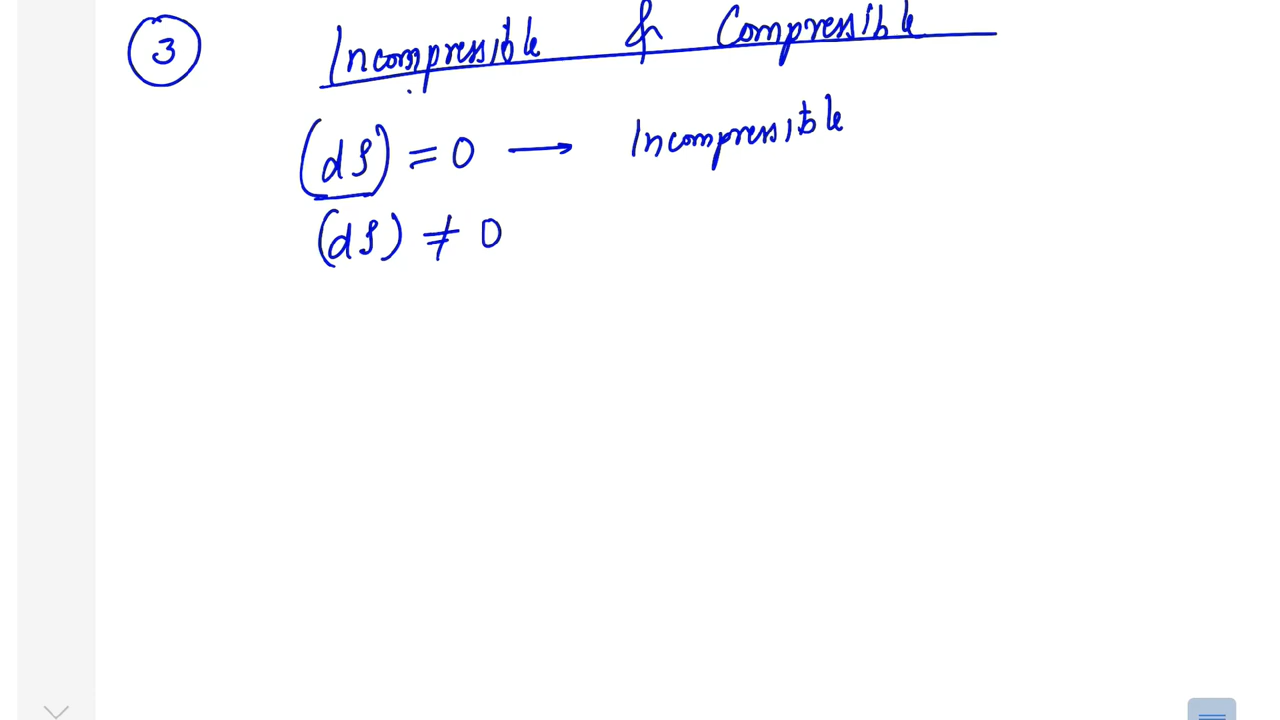 3 Incompressible & Compressible
(dρ) = 0 → Incompressible
(dρ) ≠ 0